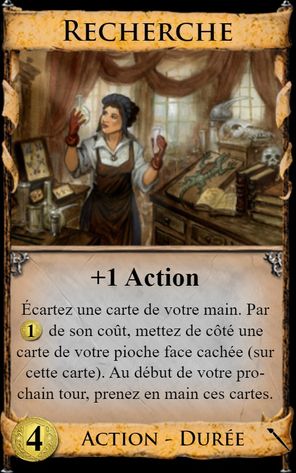 RECHERCHE
+1 Action
Écartez une carte de votre main. Par
1 de son coût, mettez de côté une
carte de votre pioche face cachée (sur
cette carte). Au début de votre pro-
chain tour, prenez en main ces cartes.
4 ACTION - DURÉE